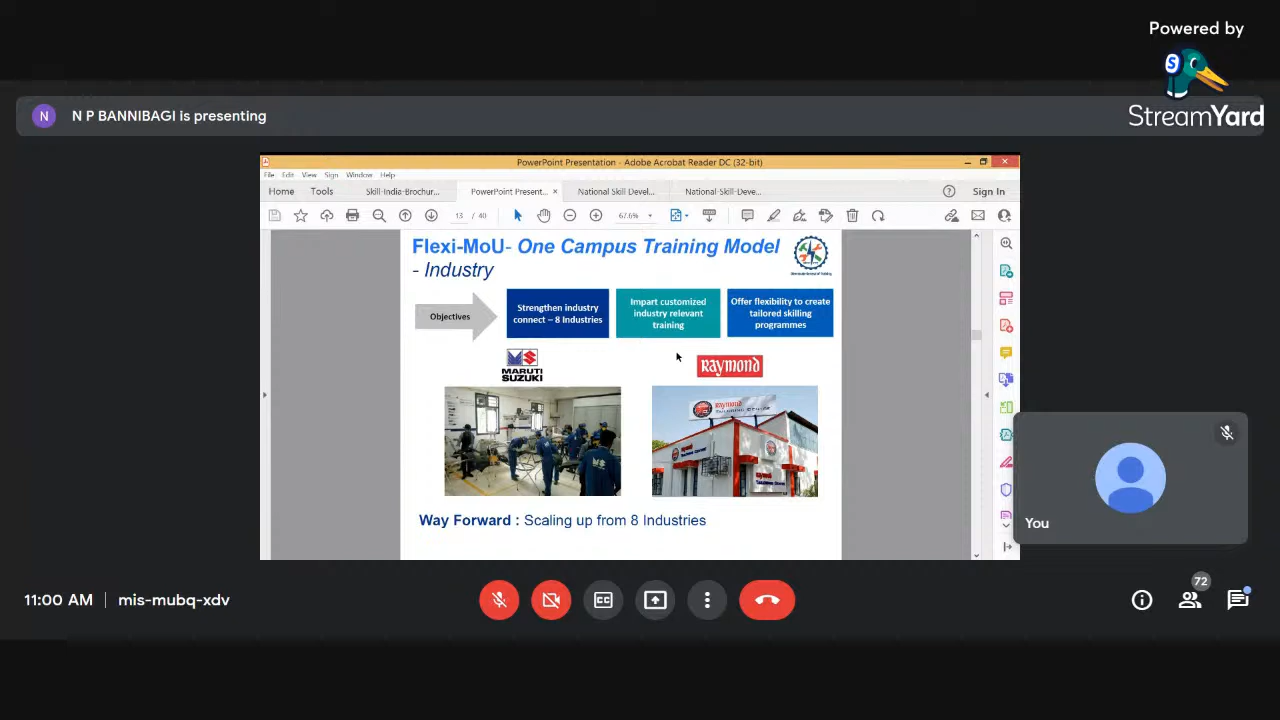 Powered by
StreamYard
N
N P BANNIBAGI is presenting
PowerPoint Presentation - Adobe Acrobat Reader DC (32-bit)
File Edit View Sign Window Help
Home Tools Skill-India-Brochur... PowerPoint Present... × National Skill Devel... National-Skill-Deve... Sign In
13 / 40 67.6%
Flexi-MoU- One Campus Training Model
- Industry
Objectives
Strengthen industry
connect – 8 Industries
Impart customized
industry relevant
training
Offer flexibility to create
tailored skilling
programmes
MARUTI
SUZUKI
Raymond
Way Forward : Scaling up from 8 Industries
You
11:00 AM | mis-mubq-xdv
72